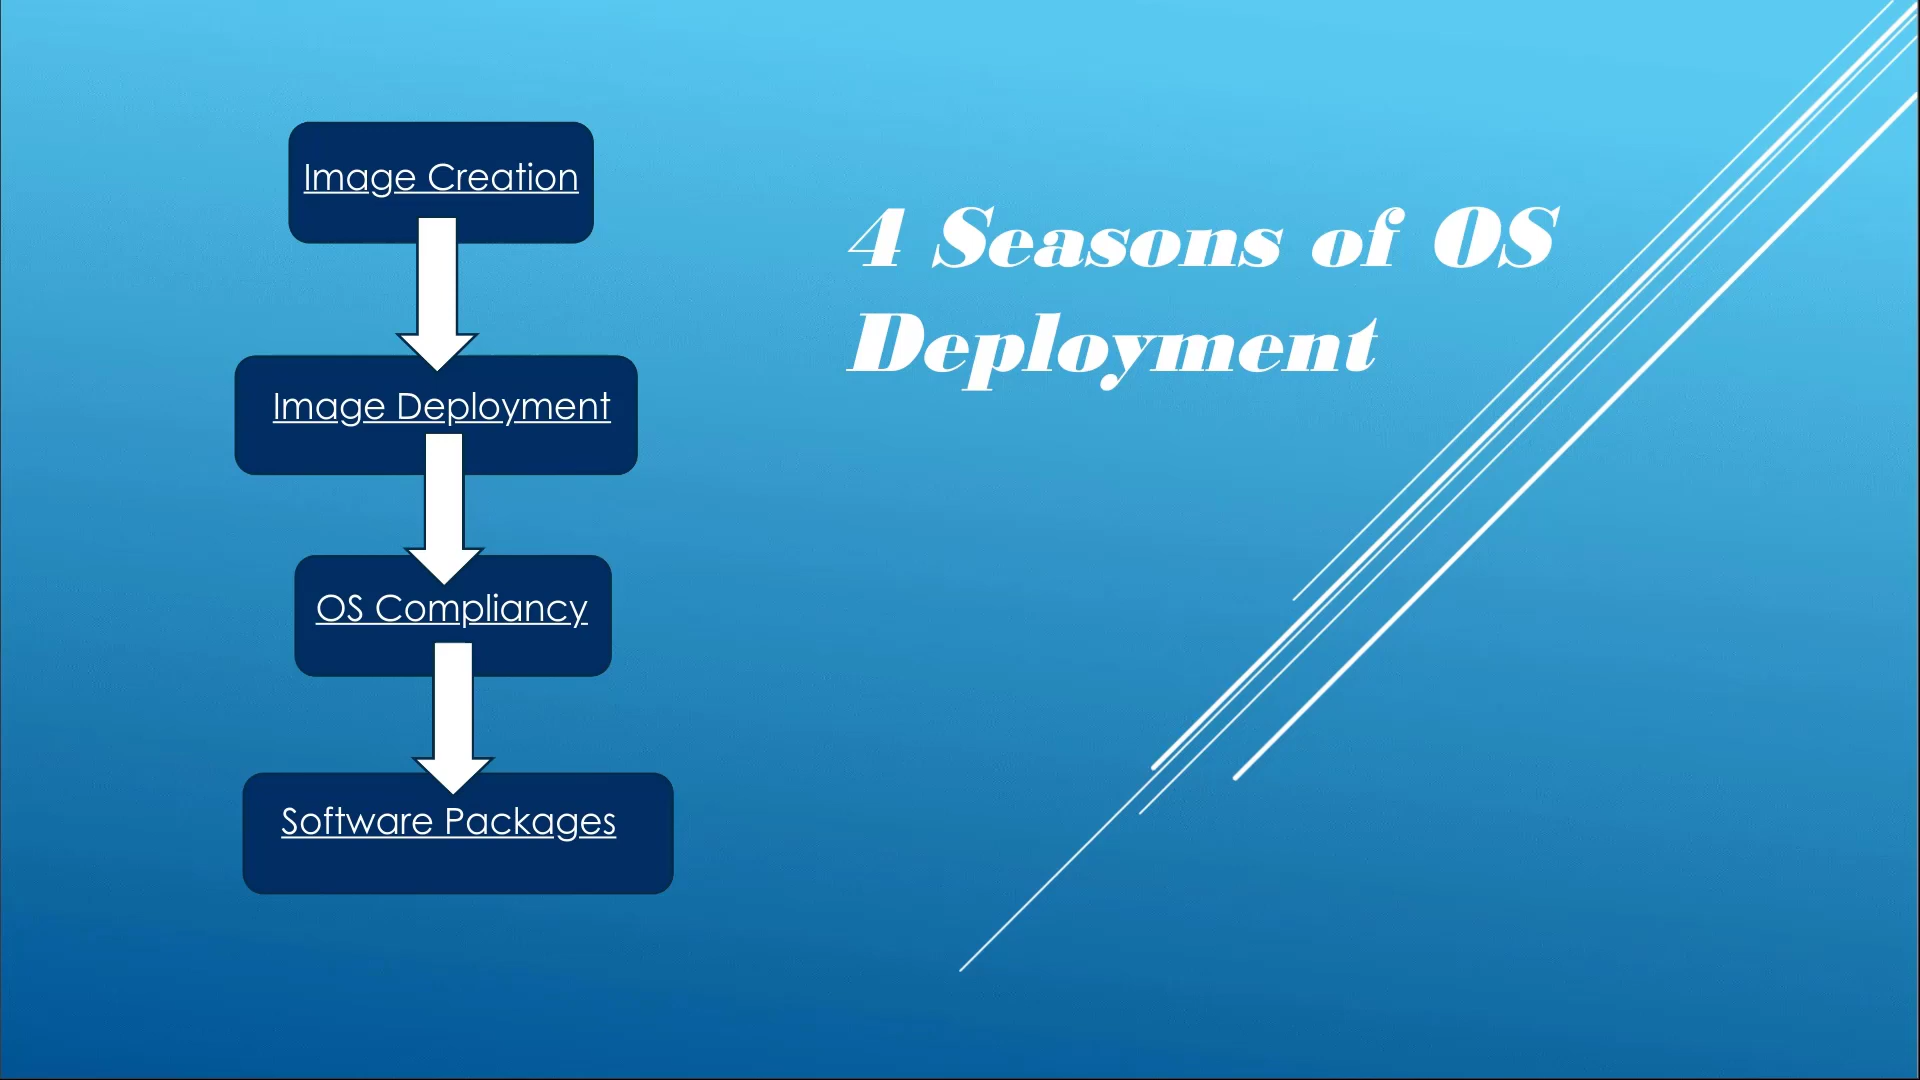 Image Creation
4 Seasons of OS
Deployment
Image Deployment
OS Compliancy
Software Packages